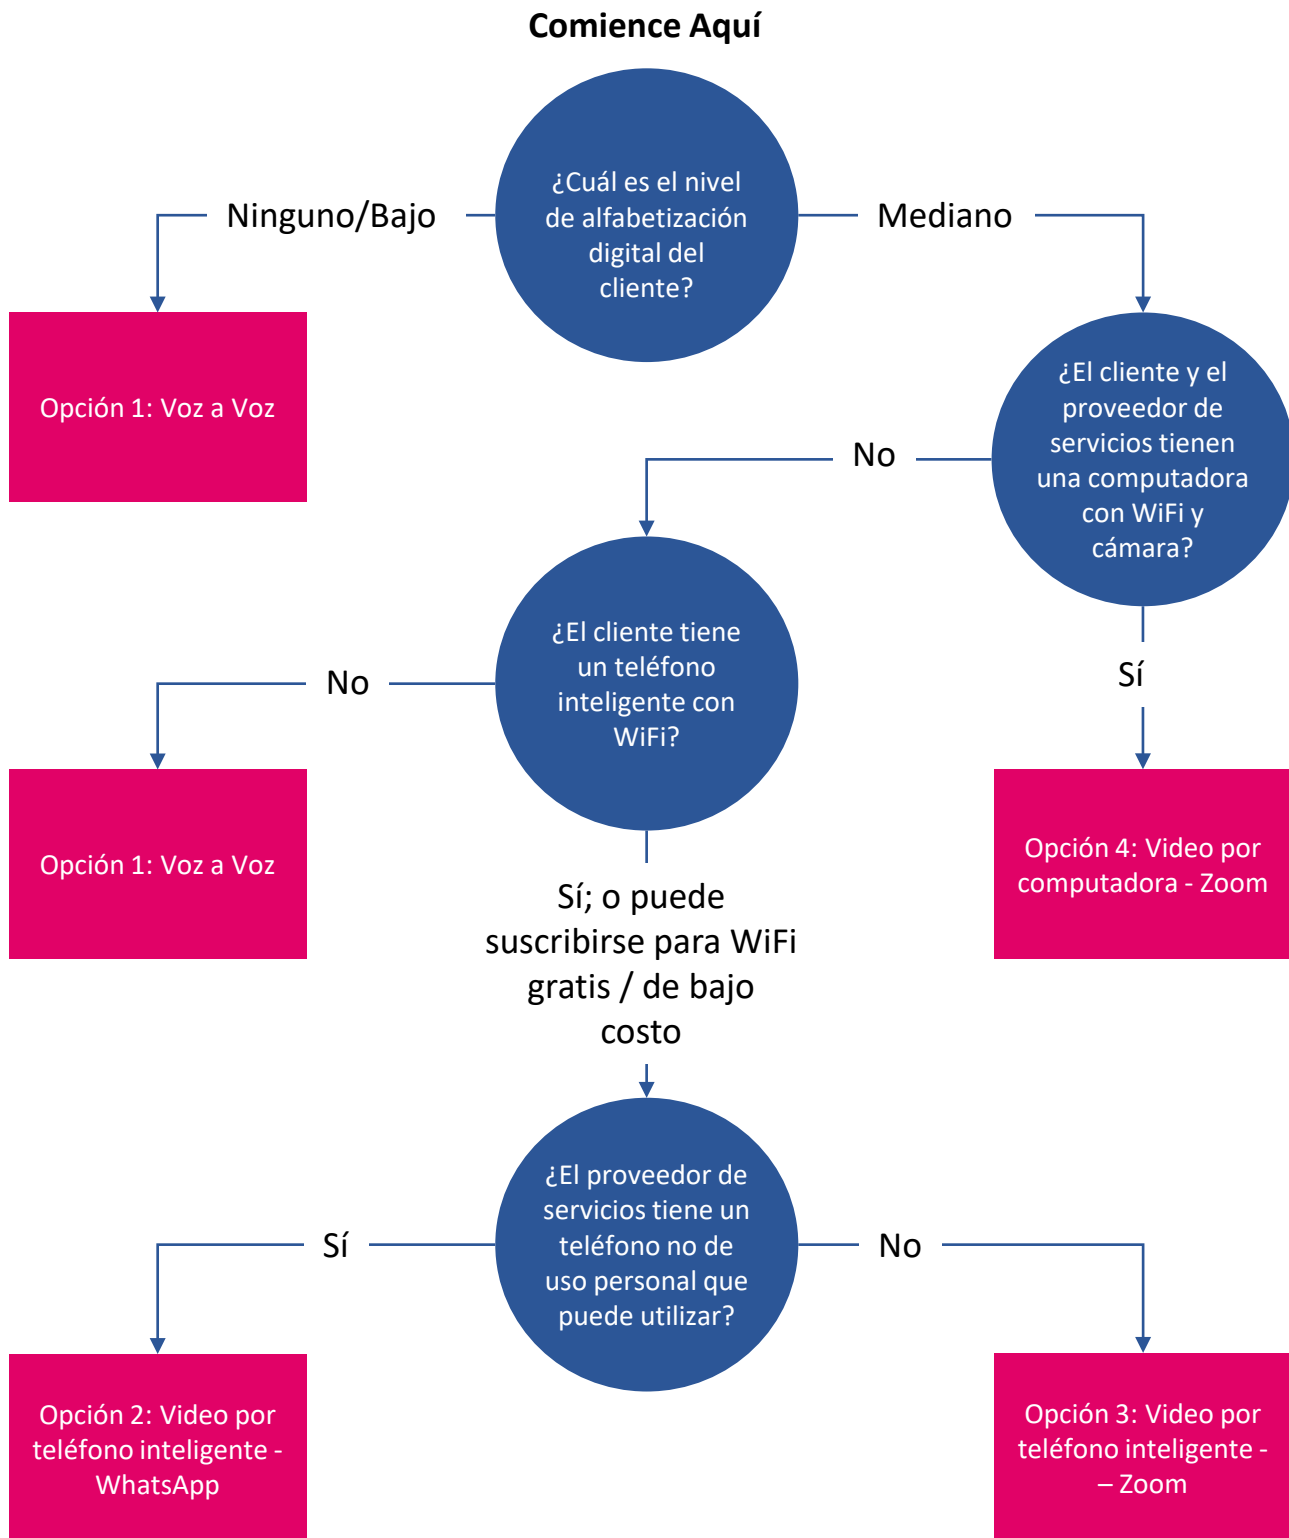 Comience Aquí
¿Cuál es el nivel
de alfabetización
digital del
cliente?
Ninguno/Bajo
Mediano
Opción 1: Voz a Voz
¿El cliente y el
proveedor de
servicios tienen
una computadora
con WiFi y
cámara?
No
Sí
¿El cliente tiene
un teléfono
inteligente con
WiFi?
No
Opción 1: Voz a Voz
Opción 4: Video por
computadora - Zoom
Sí; o puede
suscribirse para WiFi
gratis / de bajo
costo
¿El proveedor de
servicios tiene un
teléfono no de
uso personal que
puede utilizar?
Sí
No
Opción 2: Video por
teléfono inteligente -
WhatsApp
Opción 3: Video por
teléfono inteligente -
– Zoom